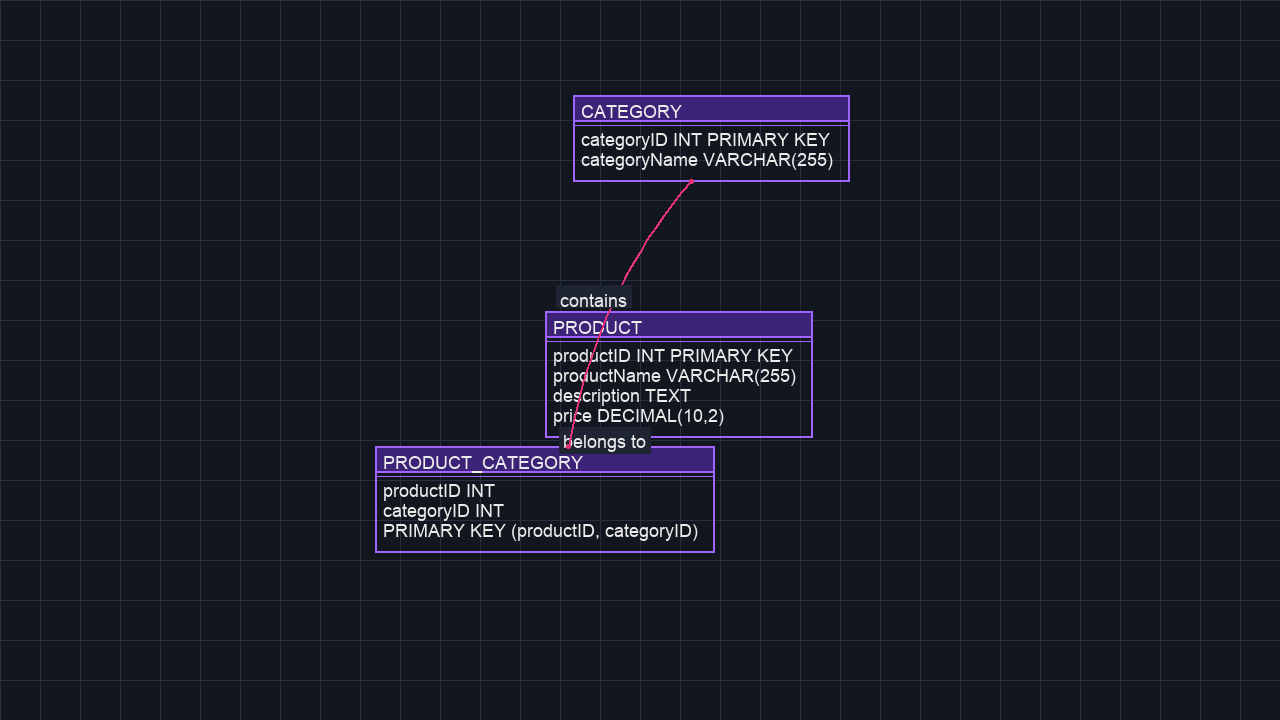 CATEGORY
categoryID INT PRIMARY KEY
categoryName VARCHAR(255)
contains
PRODUCT
productID INT PRIMARY KEY
productName VARCHAR(255)
description TEXT
price DECIMAL(10,2)
belongs to
PRODUCT_CATEGORY
productID INT
categoryID INT
PRIMARY KEY (productID, categoryID)